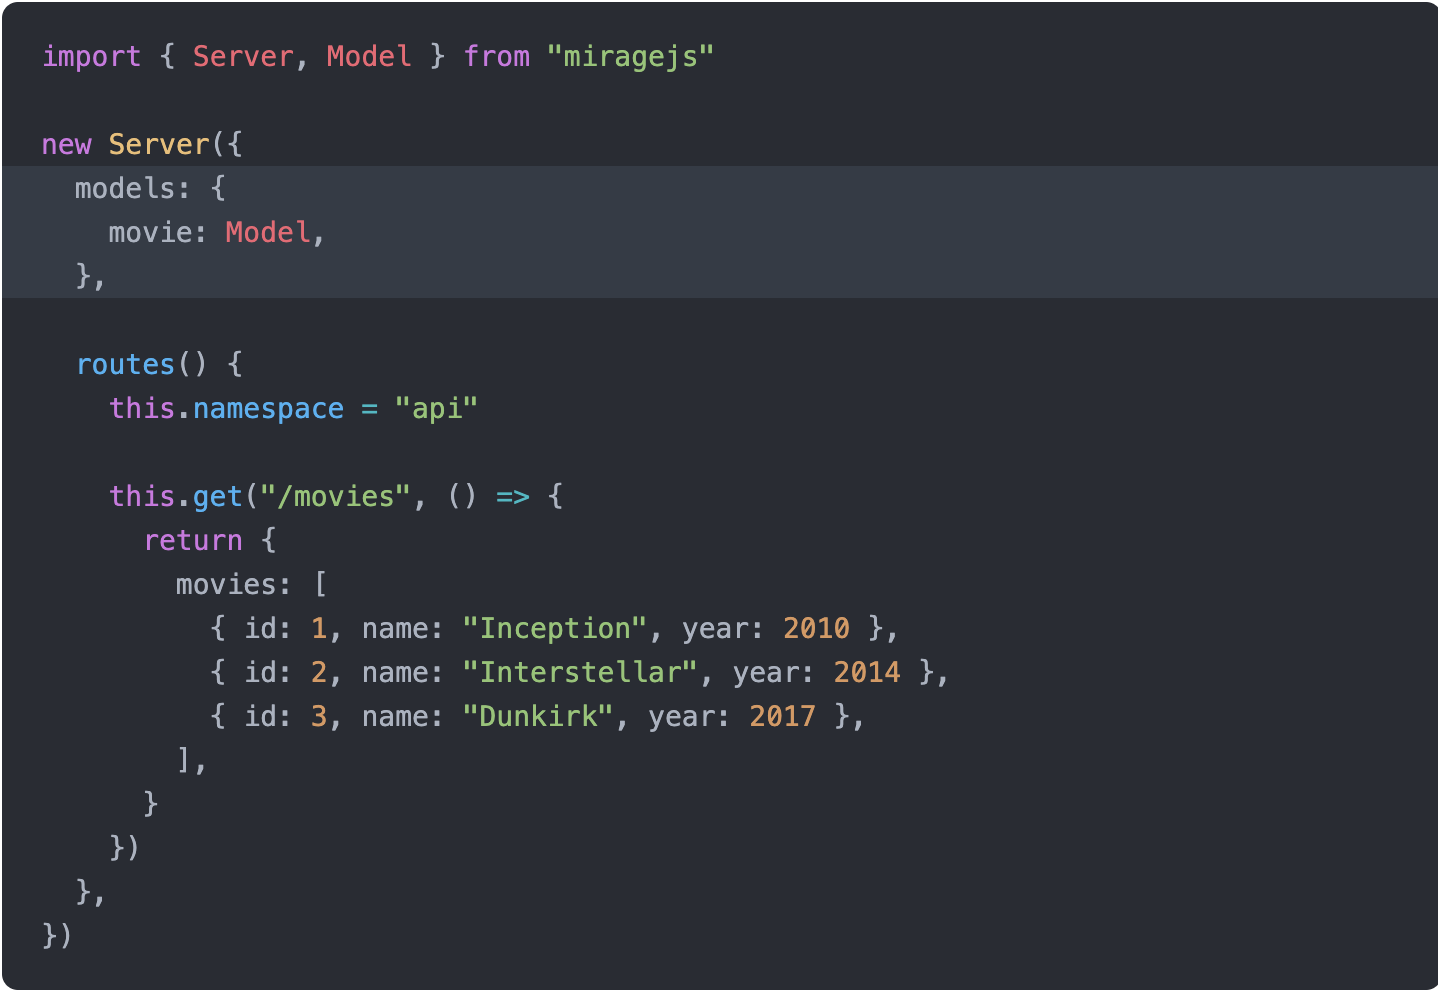 import { Server, Model } from "miragejs"

new Server({
  models: {
    movie: Model,
  },

  routes() {
    this.namespace = "api"

    this.get("/movies", () => {
      return {
        movies: [
          { id: 1, name: "Inception", year: 2010 },
          { id: 2, name: "Interstellar", year: 2014 },
          { id: 3, name: "Dunkirk", year: 2017 },
        ],
      }
    })
  },
})